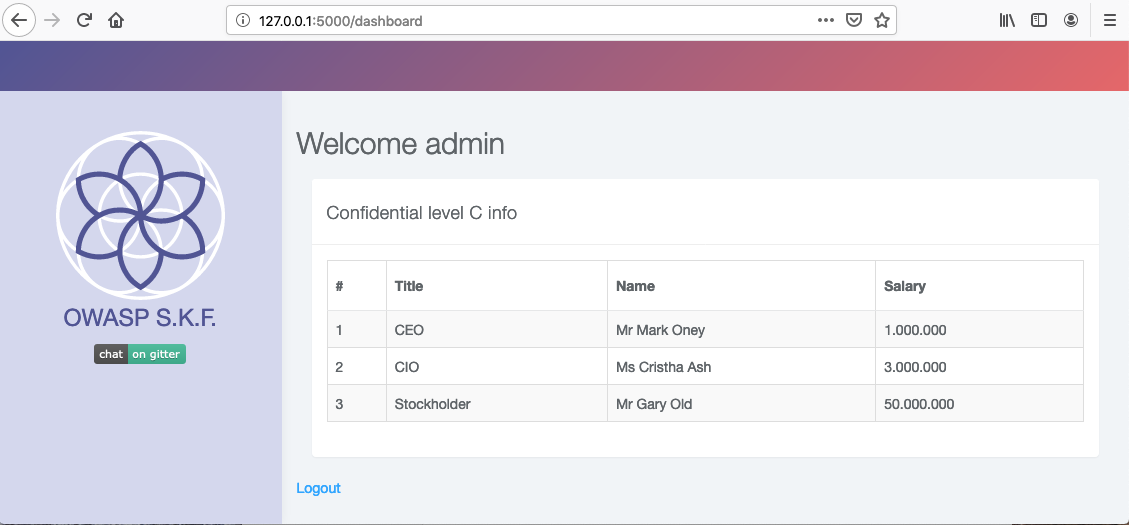 127.0.0.1:5000/dashboard
Welcome admin
OWASP S.K.F.
chat on gitter
Confidential level C info
# Title Name Salary
1 CEO Mr Mark Oney 1.000.000
2 CIO Ms Cristha Ash 3.000.000
3 Stockholder Mr Gary Old 50.000.000
Logout